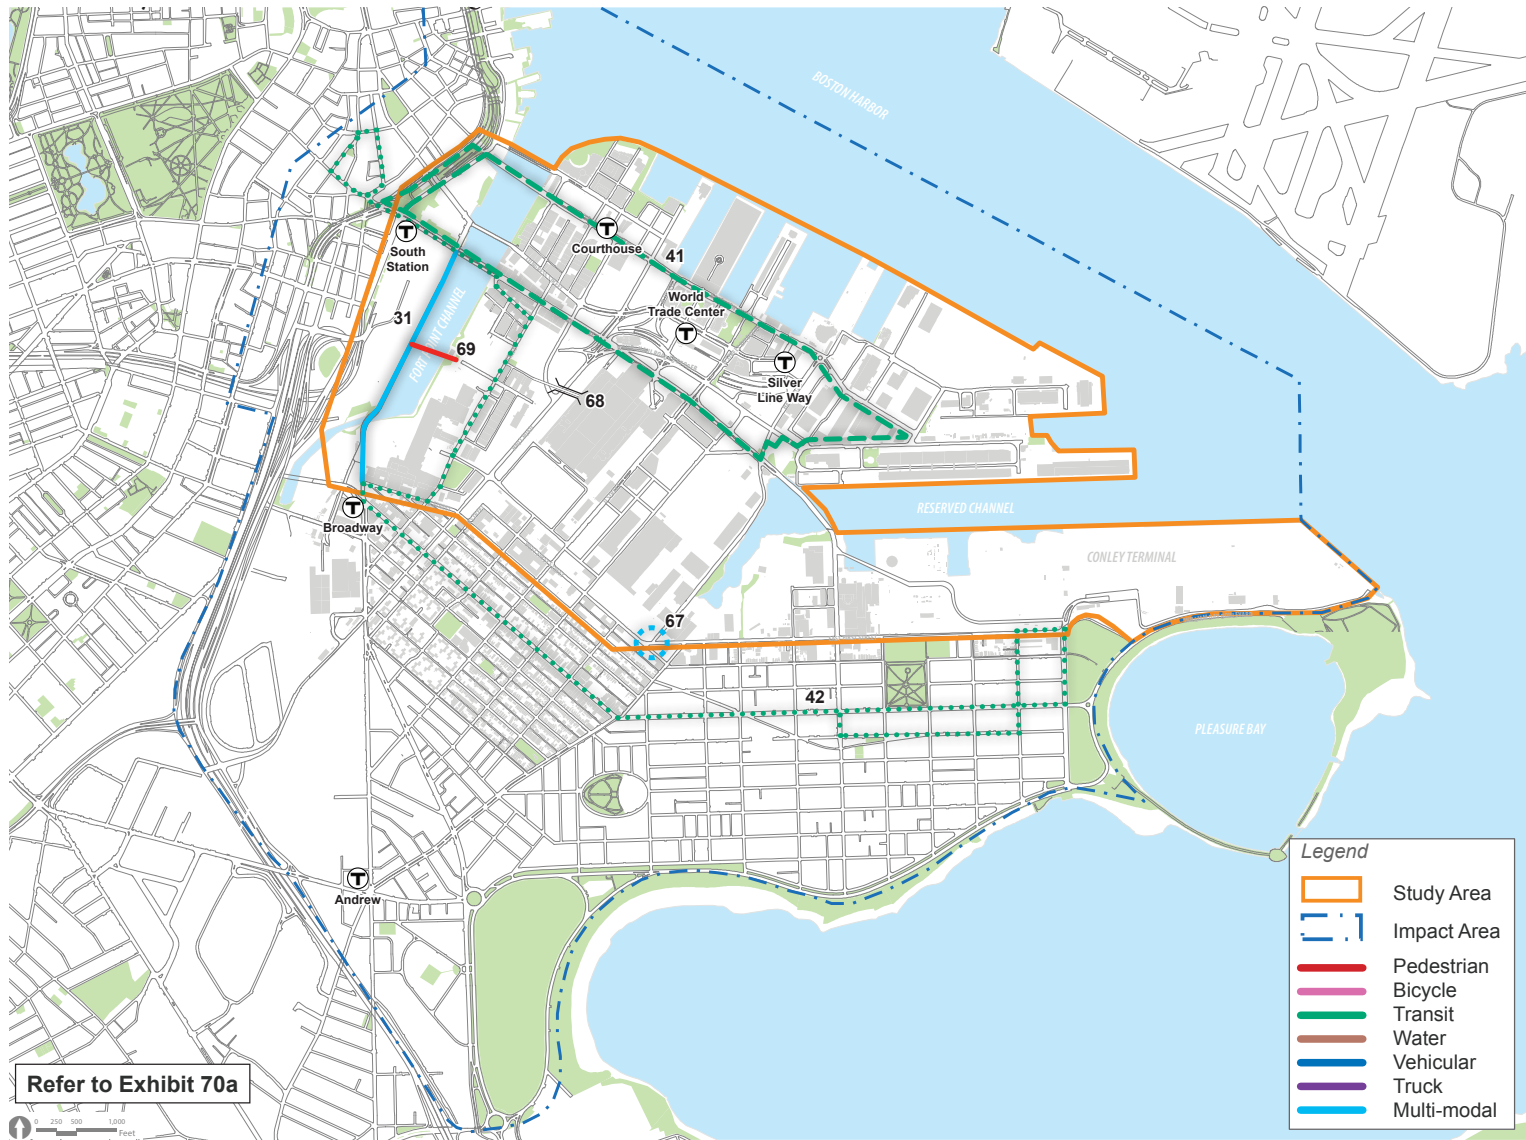 BOSTON HARBOR
T
South
Station
T
Courthouse
41
World
Trade Center
T
31
FORT POINT CHANNEL
69
T
Silver
Line Way
68
T
Broadway
RESERVED CHANNEL
CONLEY TERMINAL
67
42
PLEASURE BAY
T
Andrew
Legend
Study Area
Impact Area
Pedestrian
Bicycle
Transit
Water
Vehicular
Truck
Multi-modal
Refer to Exhibit 70a
0 250 500 1,000
Feet